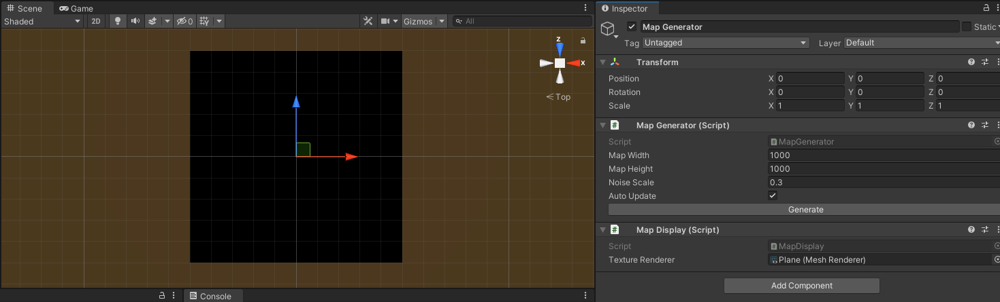 Scene Game
Shaded 2D 0 Gizmos All
z
x
Top
Console
Inspector
Map Generator Static
Tag Untagged Layer Default
Transform
Position X 0 Y 0 Z 0
Rotation X 0 Y 0 Z 0
Scale X 1 Y 1 Z 1
# Map Generator (Script)
Script # MapGenerator
Map Width 1000
Map Height 1000
Noise Scale 0.3
Auto Update
Generate
# Map Display (Script)
Script # MapDisplay
Texture Renderer Plane (Mesh Renderer)
Add Component